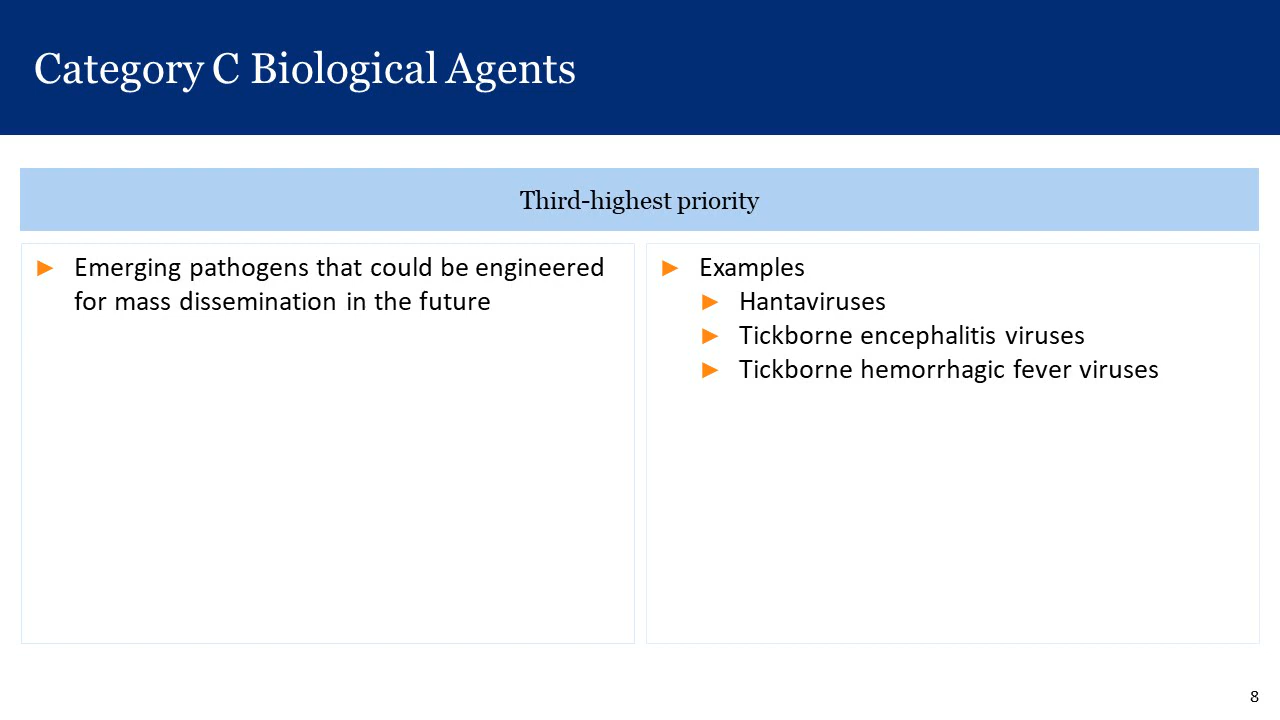 Category C Biological Agents
Third-highest priority
► Emerging pathogens that could be engineered
for mass dissemination in the future
► Examples
► Hantaviruses
► Tickborne encephalitis viruses
► Tickborne hemorrhagic fever viruses
8